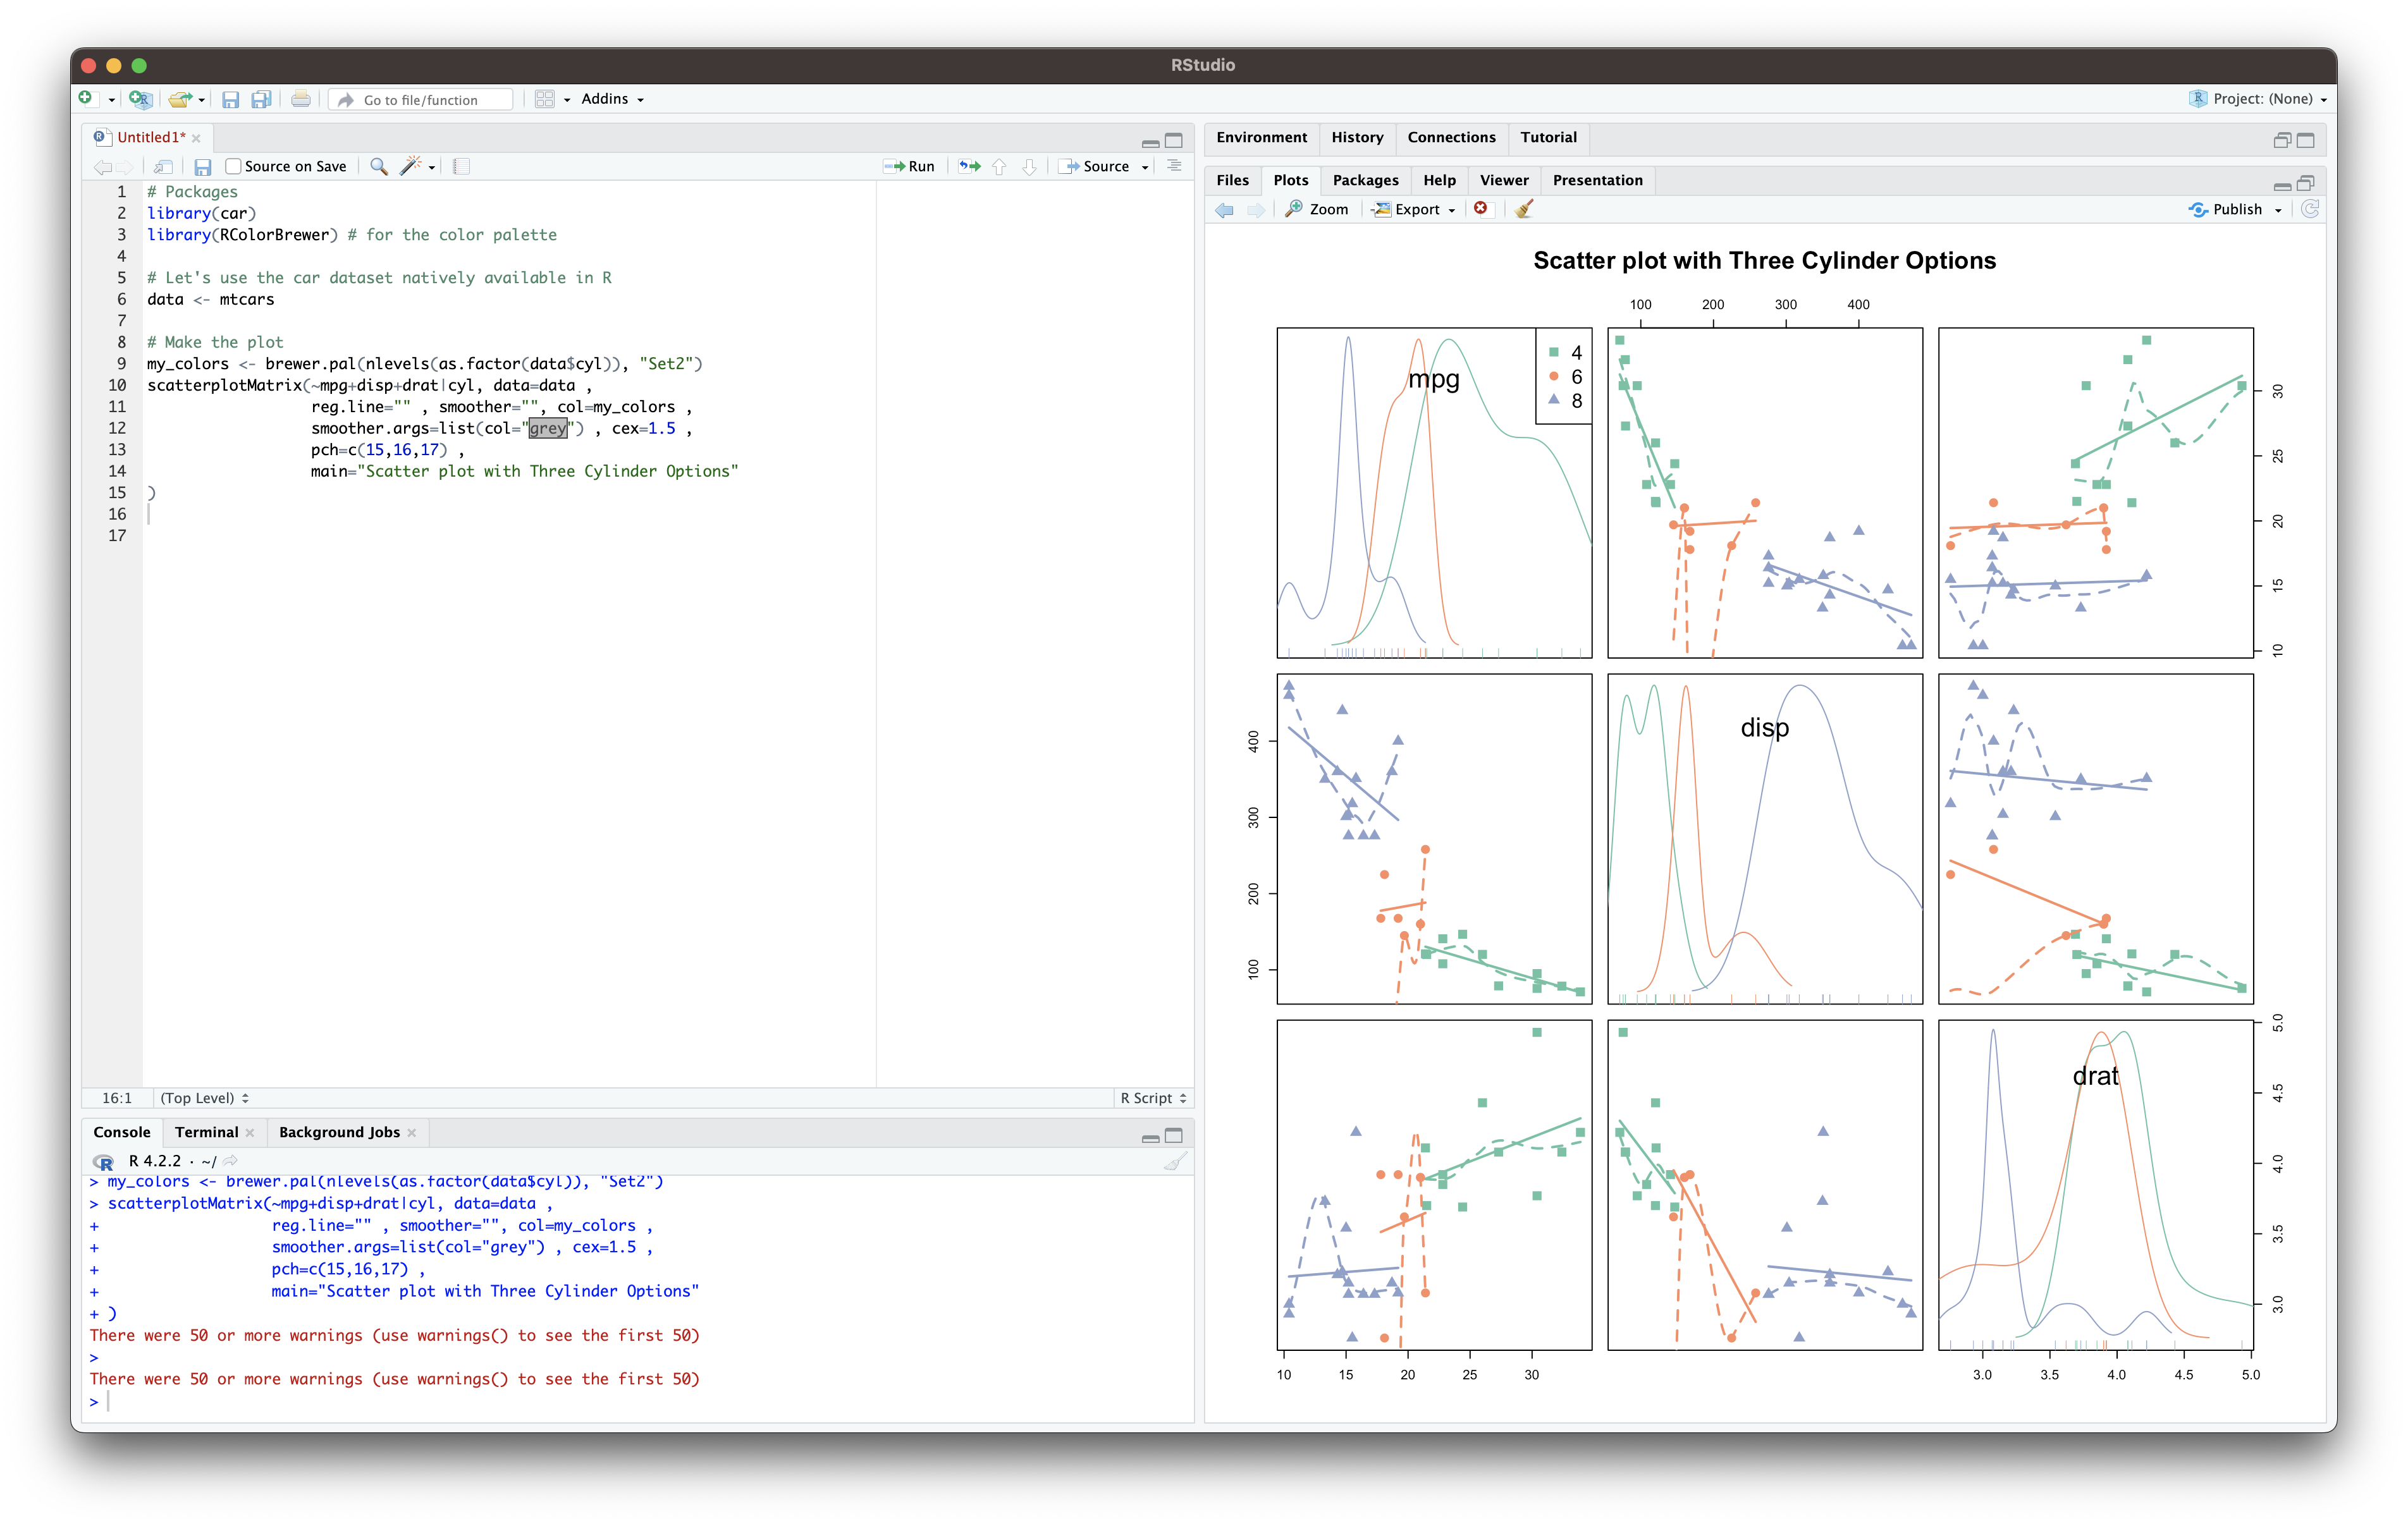 RStudio
Go to file/function
Addins
Project: (None)
Untitled1*
Source on Save
Run
Source
1 # Packages
2 library(car)
3 library(RColorBrewer) # for the color palette
4
5 # Let's use the car dataset natively available in R
6 data <- mtcars
7
8 # Make the plot
9 my_colors <- brewer.pal(nlevels(as.factor(data$cyl)), "Set2")
10 scatterplotMatrix(~mpg+disp+drat|cyl, data=data ,
11 reg.line="" , smoother="", col=my_colors ,
12 smoother.args=list(col="grey") , cex=1.5 ,
13 pch=c(15,16,17) ,
14 main="Scatter plot with Three Cylinder Options"
15 )
16
17
16:1 (Top Level) R Script
Console Terminal Background Jobs
R 4.2.2 · ~/
> my_colors <- brewer.pal(nlevels(as.factor(data$cyl)), "Set2")
> scatterplotMatrix(~mpg+disp+drat|cyl, data=data ,
+ reg.line="" , smoother="", col=my_colors ,
+ smoother.args=list(col="grey") , cex=1.5 ,
+ pch=c(15,16,17) ,
+ main="Scatter plot with Three Cylinder Options"
+ )
There were 50 or more warnings (use warnings() to see the first 50)
>
There were 50 or more warnings (use warnings() to see the first 50)
>
Environment History Connections Tutorial
Files Plots Packages Help Viewer Presentation
Zoom Export Publish
Scatter plot with Three Cylinder Options
100 200 300 400
mpg
4
6
8
30
25
20
15
10
400
300
200
100
disp
drat
5.0
4.5
4.0
3.5
3.0
10 15 20 25 30
3.0 3.5 4.0 4.5 5.0